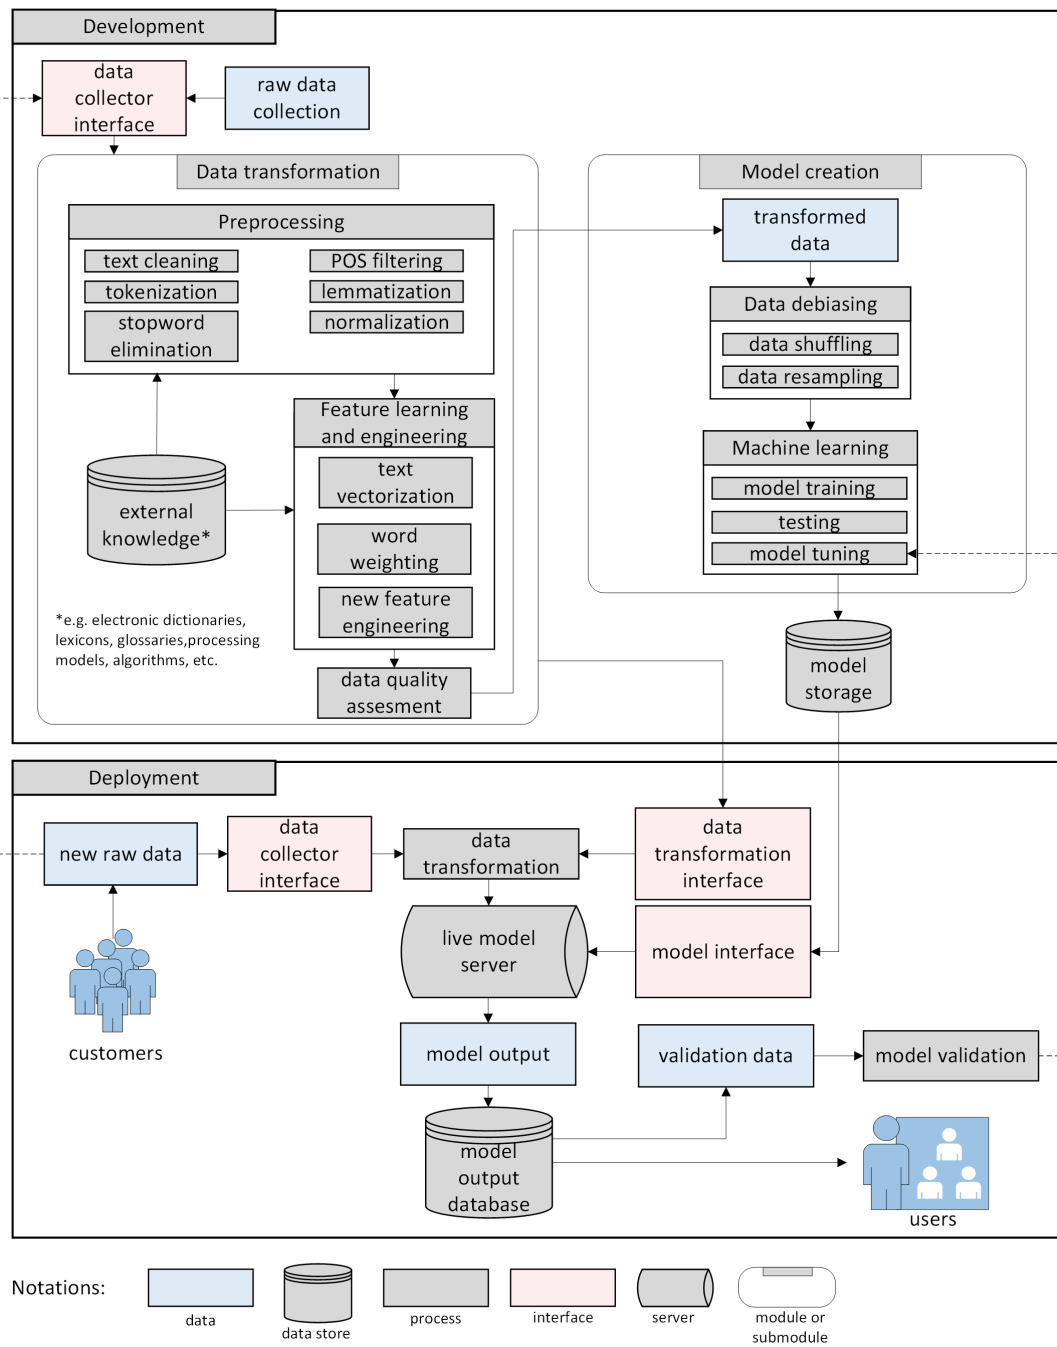 Development
data
collector
interface
raw data
collection
Data transformation
Preprocessing
text cleaning
tokenization
stopword
elimination
POS filtering
lemmatization
normalization
Feature learning
and engineering
text
vectorization
word
weighting
new feature
engineering
external
knowledge*
*e.g. electronic dictionaries,
lexicons, glossaries,processing
models, algorithms, etc.
data quality
assesment
Model creation
transformed
data
Data debiasing
data shuffling
data resampling
Machine learning
model training
testing
model tuning
model
storage
Deployment
new raw data
data
collector
interface
data
transformation
data
transformation
interface
live model
server
model interface
customers
model output
validation data
model validation
model
output
database
users
Notations:
data
data store
process
interface
server
module or
submodule